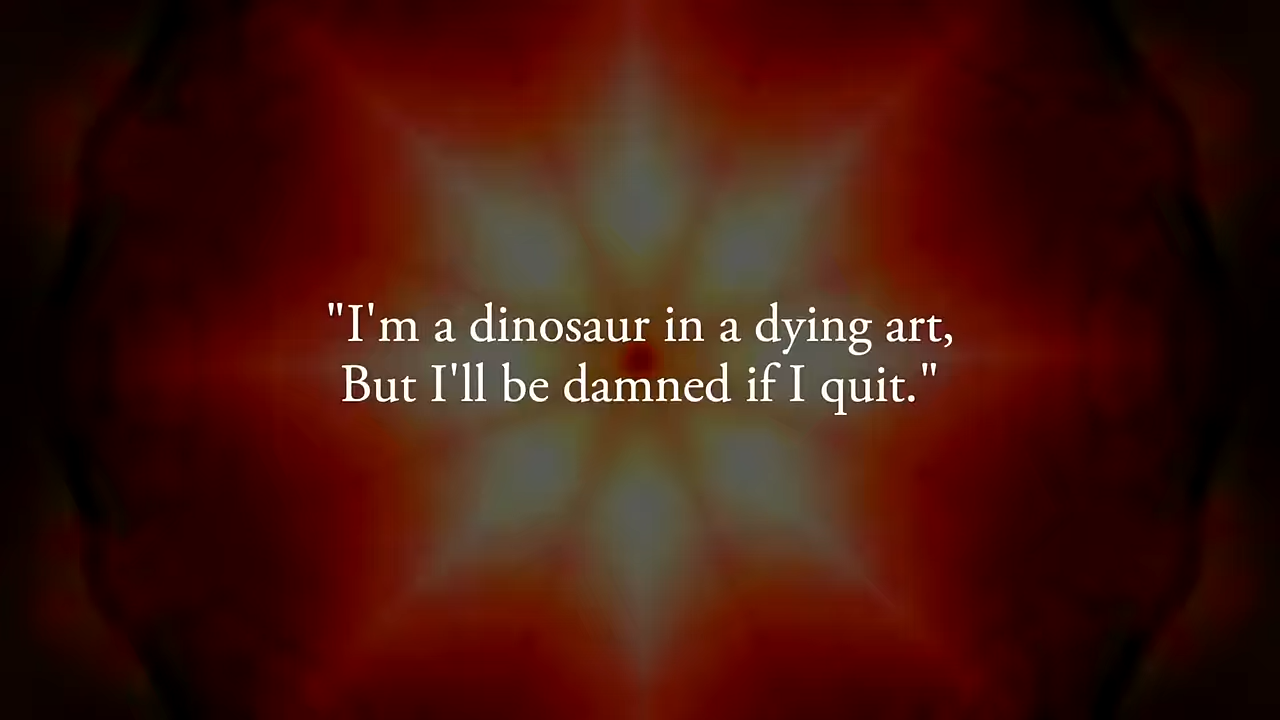 "I'm a dinosaur in a dying art,
But I'll be damned if I quit."